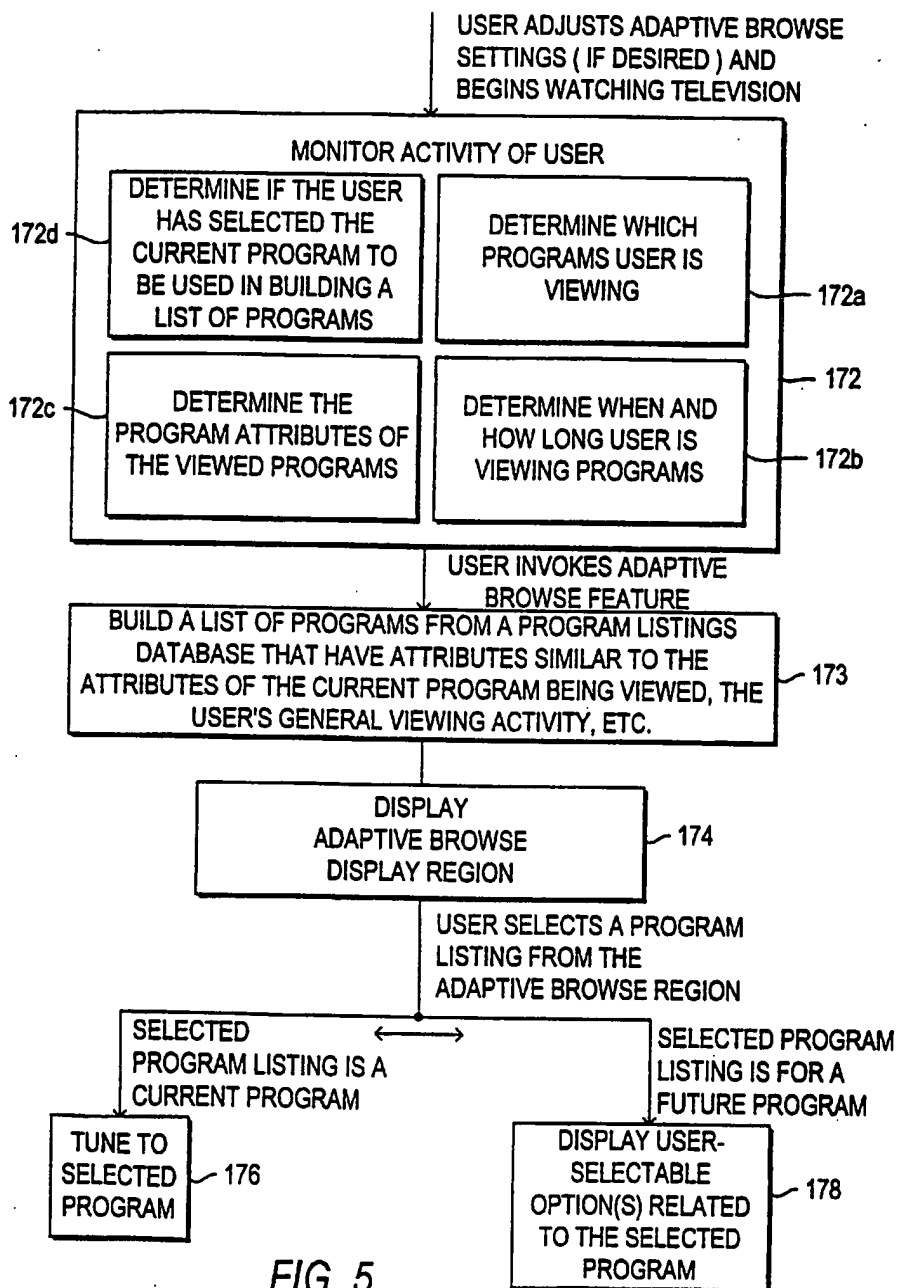 USER ADJUSTS ADAPTIVE BROWSE
SETTINGS ( IF DESIRED ) AND
BEGINS WATCHING TELEVISION
MONITOR ACTIVITY OF USER
172d
DETERMINE IF THE USER
HAS SELECTED THE
CURRENT PROGRAM TO
BE USED IN BUILDING A
LIST OF PROGRAMS
DETERMINE WHICH
PROGRAMS USER IS
VIEWING
172a
172
172c
DETERMINE THE
PROGRAM ATTRIBUTES OF
THE VIEWED PROGRAMS
DETERMINE WHEN AND
HOW LONG USER IS
VIEWING PROGRAMS
172b
USER INVOKES ADAPTIVE
BROWSE FEATURE
BUILD A LIST OF PROGRAMS FROM A PROGRAM LISTINGS
DATABASE THAT HAVE ATTRIBUTES SIMILAR TO THE
ATTRIBUTES OF THE CURRENT PROGRAM BEING VIEWED, THE
USER'S GENERAL VIEWING ACTIVITY, ETC.
173
DISPLAY
ADAPTIVE BROWSE
DISPLAY REGION
174
USER SELECTS A PROGRAM
LISTING FROM THE
ADAPTIVE BROWSE REGION
SELECTED
PROGRAM LISTING IS A
CURRENT PROGRAM
SELECTED PROGRAM
LISTING IS FOR A
FUTURE PROGRAM
TUNE TO
SELECTED
PROGRAM
176
DISPLAY USER-
SELECTABLE
OPTION(S) RELATED
TO THE SELECTED
PROGRAM
178
FIG. 5